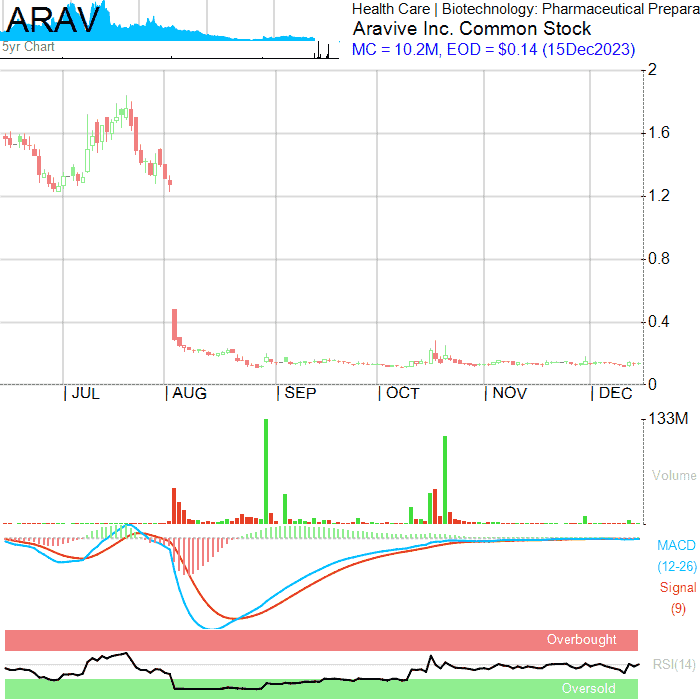 ARAV
5yr Chart
Health Care | Biotechnology: Pharmaceutical Prepara
Aravive Inc. Common Stock
MC = 10.2M, EOD = $0.14 (15Dec2023)
2
1.6
1.2
0.8
0.4
0
| JUL | AUG | SEP | OCT | NOV | DEC
133M
Volume
MACD
(12-26)
Signal
(9)
Overbought
RSI(14)
Oversold